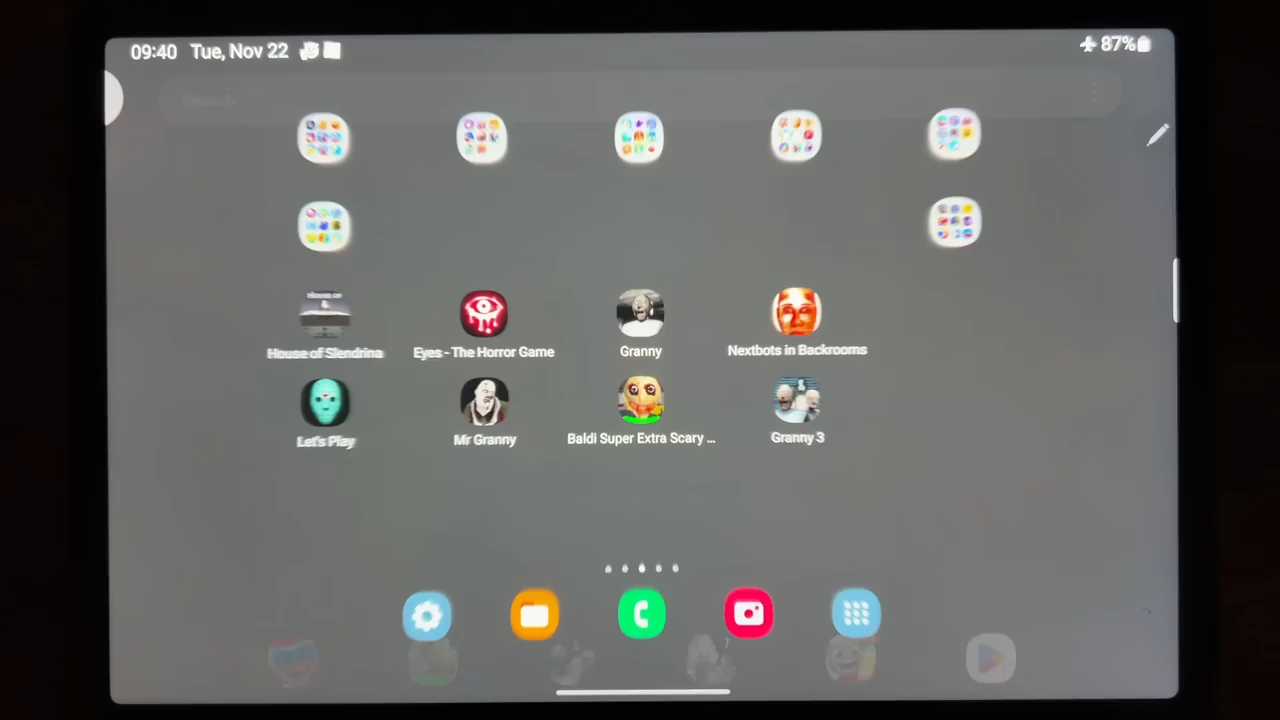 09:40 Tue, Nov 22
87%
House of Slendrina
Eyes - The Horror Game
Granny
Nextbots in Backrooms
Let's Play
Mr Granny
Baldi Super Extra Scary ...
Granny 3